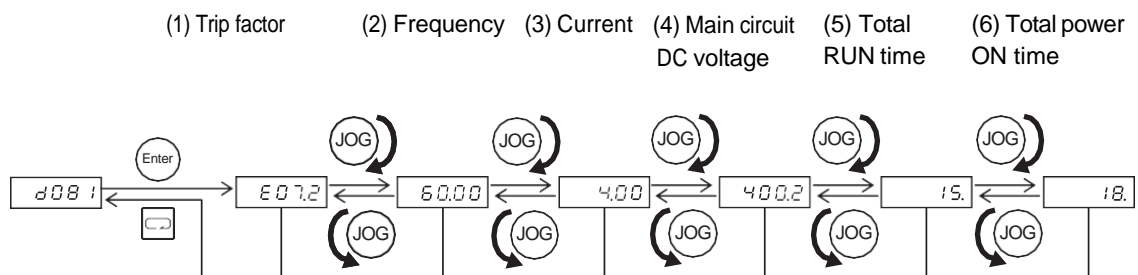 (1) Trip factor (2) Frequency (3) Current (4) Main circuit DC voltage (5) Total RUN time (6) Total power ON time
JOG JOG JOG JOG JOG
Enter
d081 E07.2 60.00 4.00 400.2 15. 18.
JOG JOG JOG JOG JOG